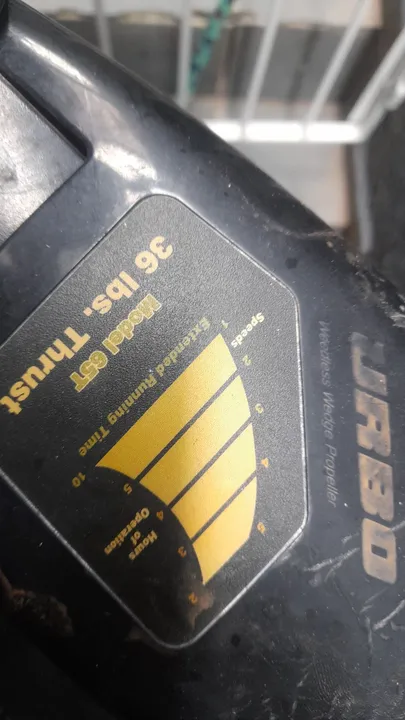 36 lbs. Thrust
Model 65T
Extended Running Time
Speeds
1 2 3 4 5
10 5 4 3 2
Hours
of
Operation
URBO
Weedless Wedge Propeller